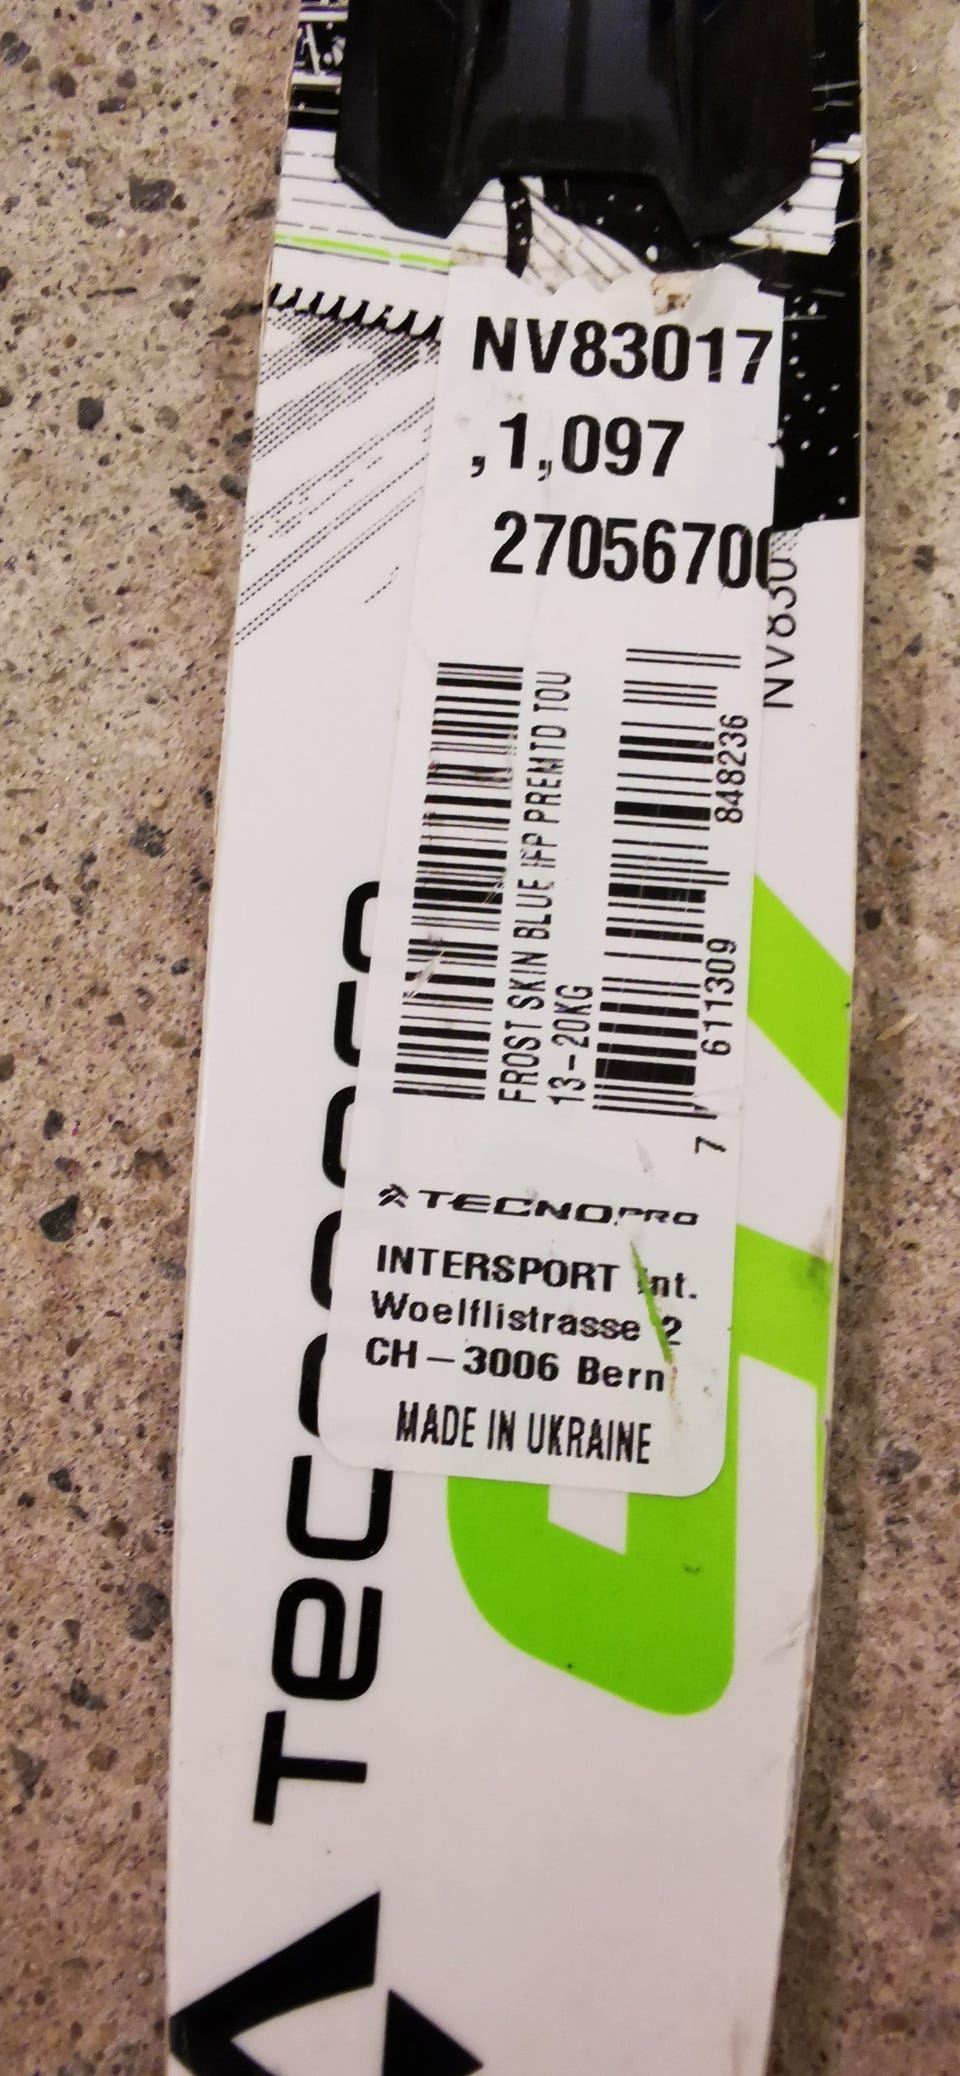 NV83017
,1,097
27056700
NV830
FROST SKIN BLUE IFP PREMTD TOU
13-20KG
7 611309 848236
TECNOPRO
INTERSPORT Int.
Woelflistrasse 2
CH-3006 Bern
MADE IN UKRAINE